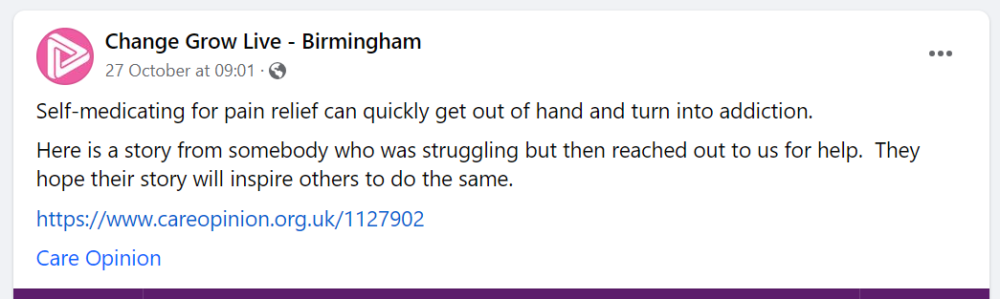 Change Grow Live - Birmingham
27 October at 09:01 ·
Self-medicating for pain relief can quickly get out of hand and turn into addiction.
Here is a story from somebody who was struggling but then reached out to us for help.  They
hope their story will inspire others to do the same.
https://www.careopinion.org.uk/1127902
Care Opinion